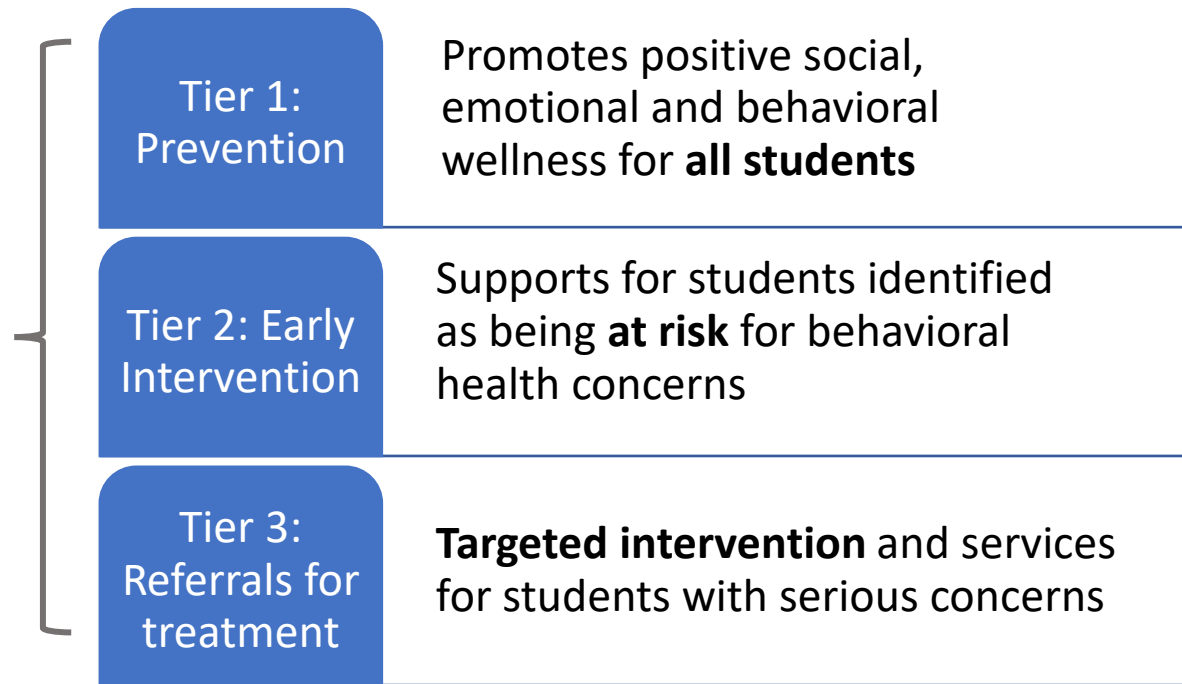 Tier 1:
Prevention
Promotes positive social,
emotional and behavioral
wellness for all students
Tier 2: Early
Intervention
Supports for students identified
as being at risk for behavioral
health concerns
Tier 3:
Referrals for
treatment
Targeted intervention and services
for students with serious concerns